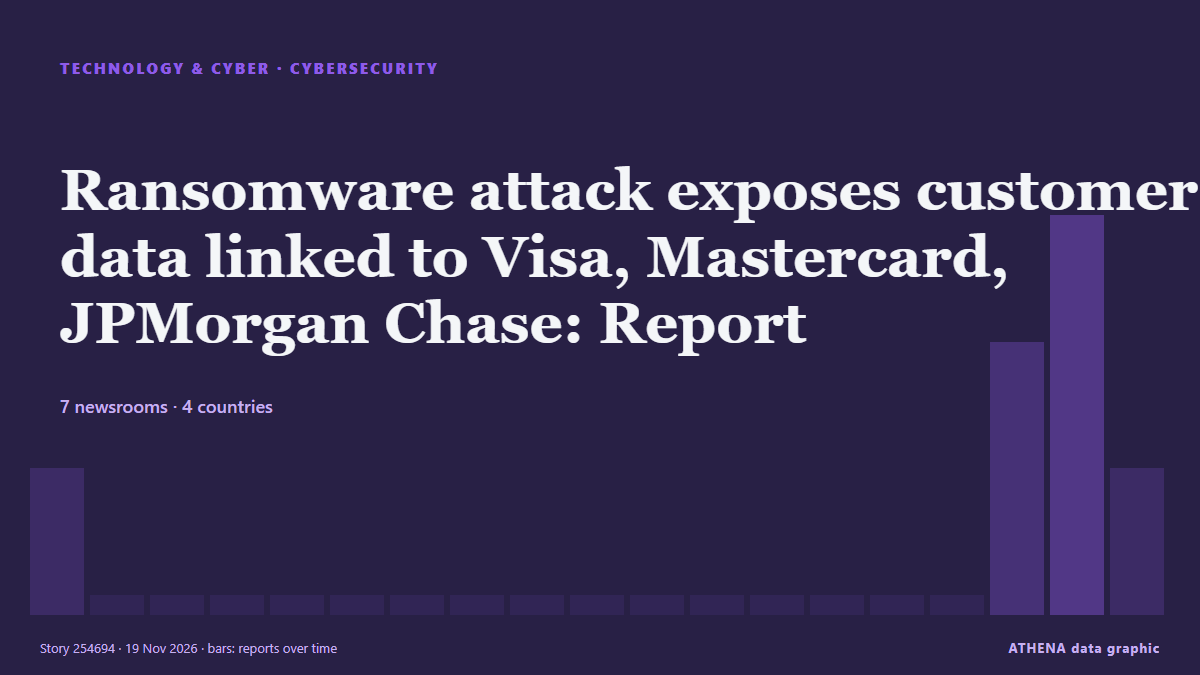 TECHNOLOGY & CYBER · CYBERSECURITY
Ransomware attack exposes customer
data linked to Visa, Mastercard,
JPMorgan Chase: Report
7 newsrooms · 4 countries
Story 254694 · 19 Nov 2026 · bars: reports over time
ATHENA data graphic